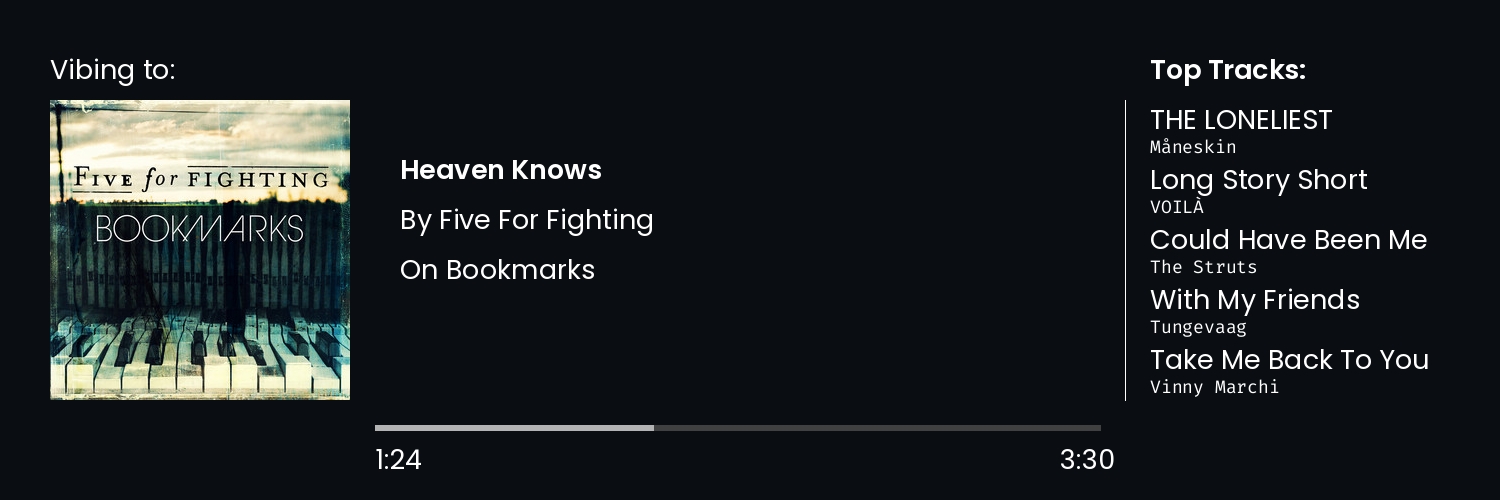 Vibing to:
FIVE for FIGHTING
BOOKMARKS
Heaven Knows
By Five For Fighting
On Bookmarks
1:24
3:30
Top Tracks:
THE LONELIEST
Måneskin
Long Story Short
VOILÀ
Could Have Been Me
The Struts
With My Friends
Tungevaag
Take Me Back To You
Vinny Marchi